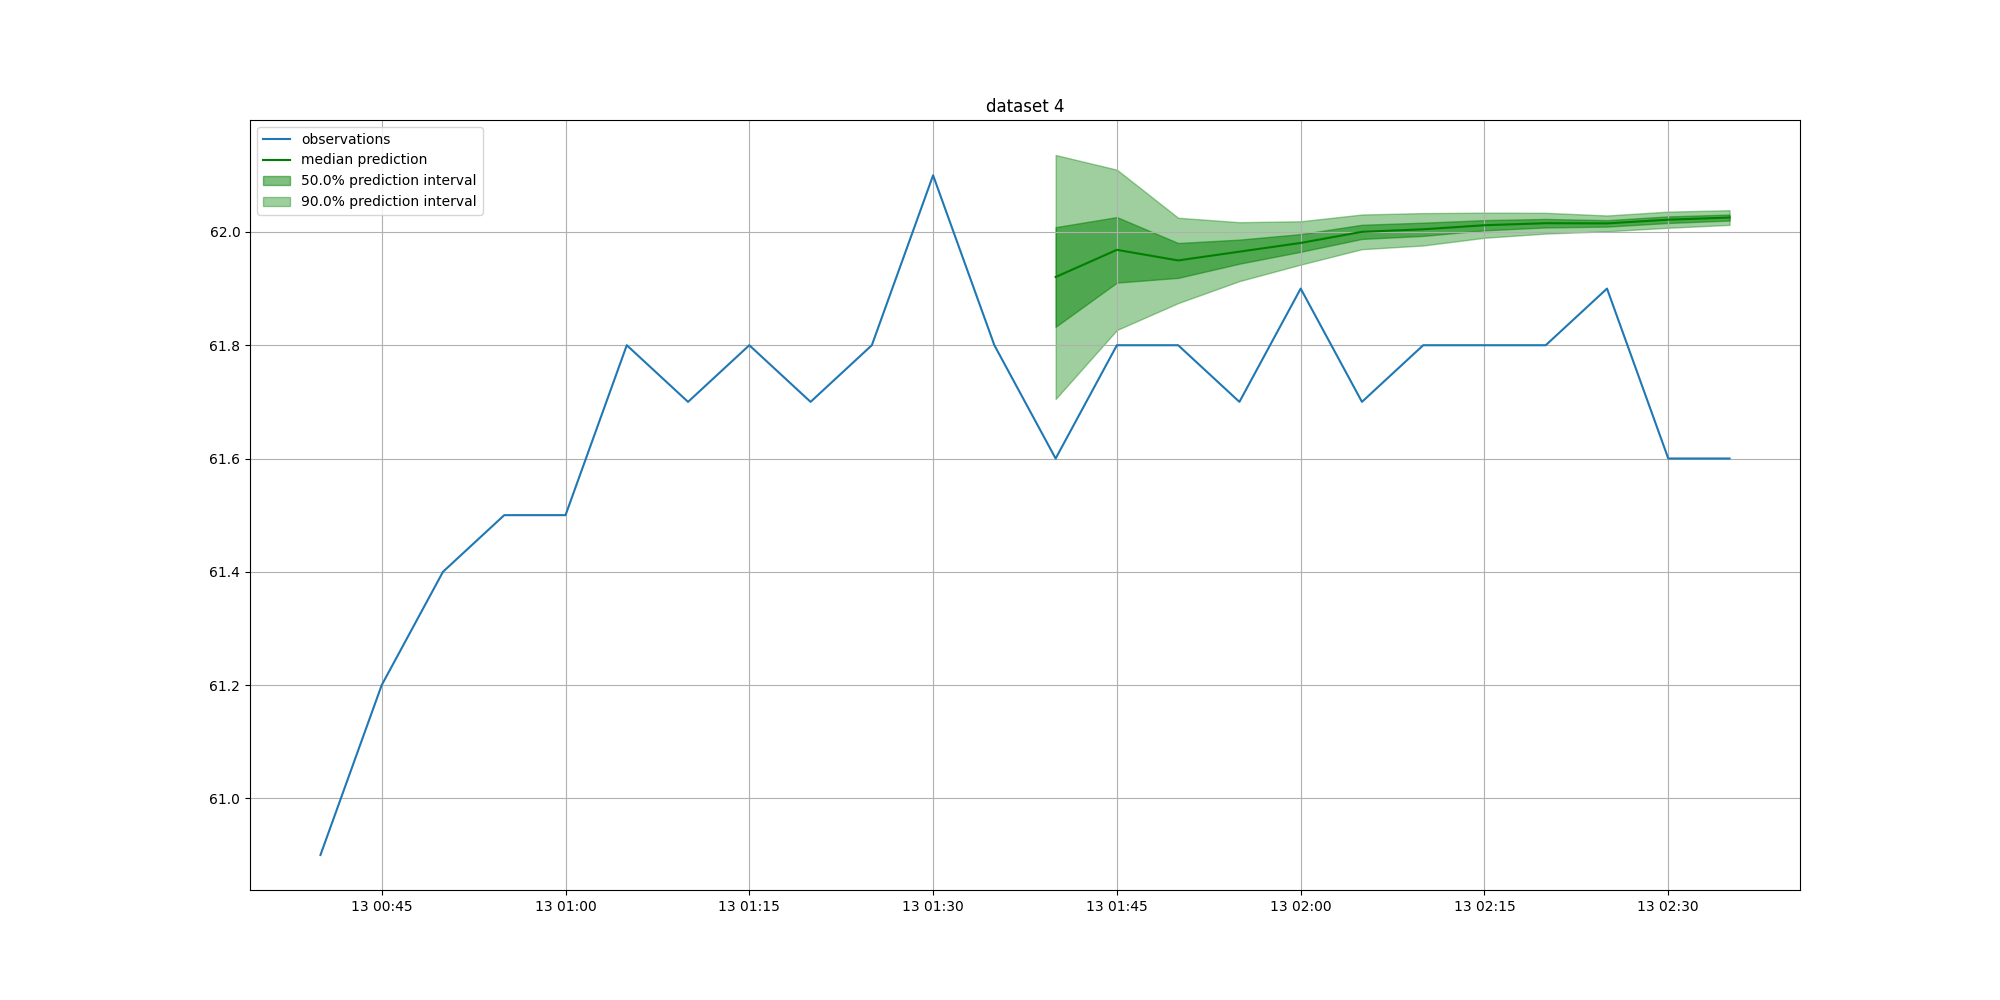 dataset 4
observations
median prediction
50.0% prediction interval
90.0% prediction interval
62.0
61.8
61.6
61.4
61.2
61.0
13 00:45
13 01:00
13 01:15
13 01:30
13 01:45
13 02:00
13 02:15
13 02:30